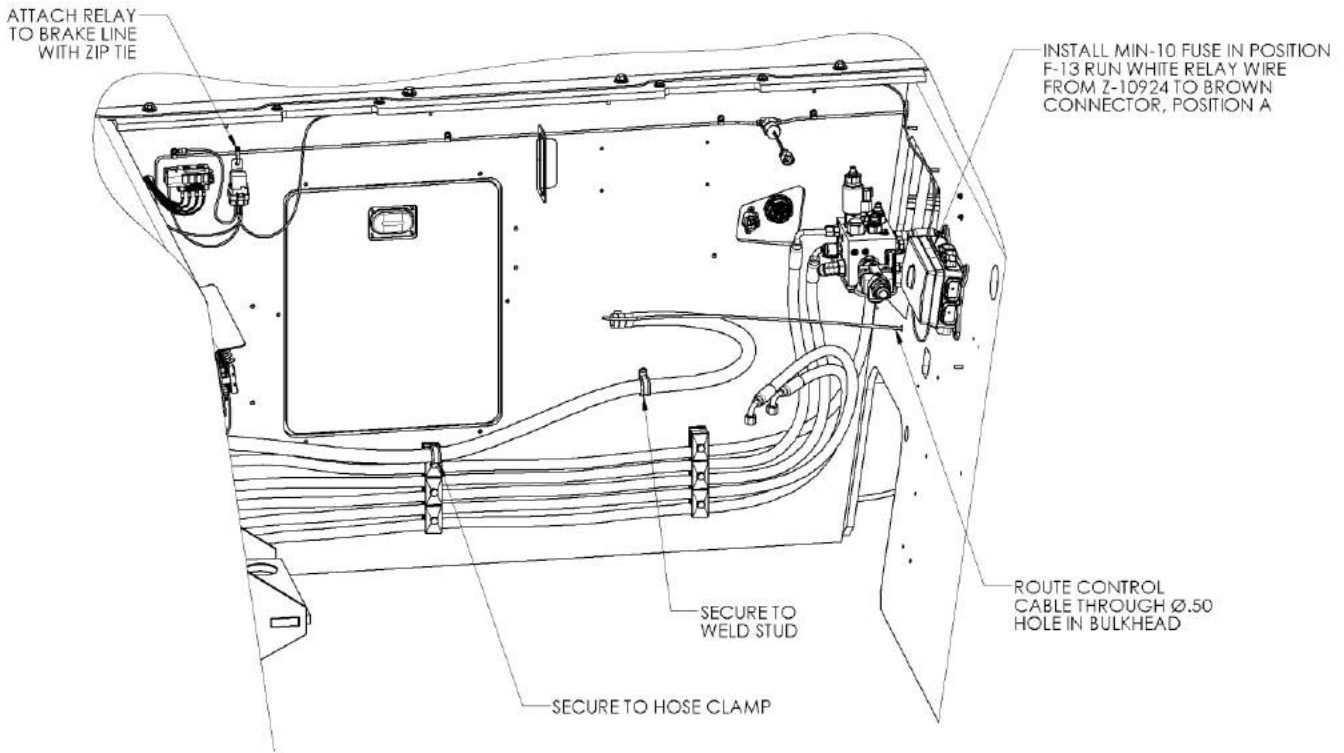 ATTACH RELAY
TO BRAKE LINE
WITH ZIP TIE
INSTALL MIN-10 FUSE IN POSITION
F-13 RUN WHITE RELAY WIRE
FROM Z-10924 TO BROWN
CONNECTOR, POSITION A
ROUTE CONTROL
CABLE THROUGH Ø.50
HOLE IN BULKHEAD
SECURE TO
WELD STUD
SECURE TO HOSE CLAMP